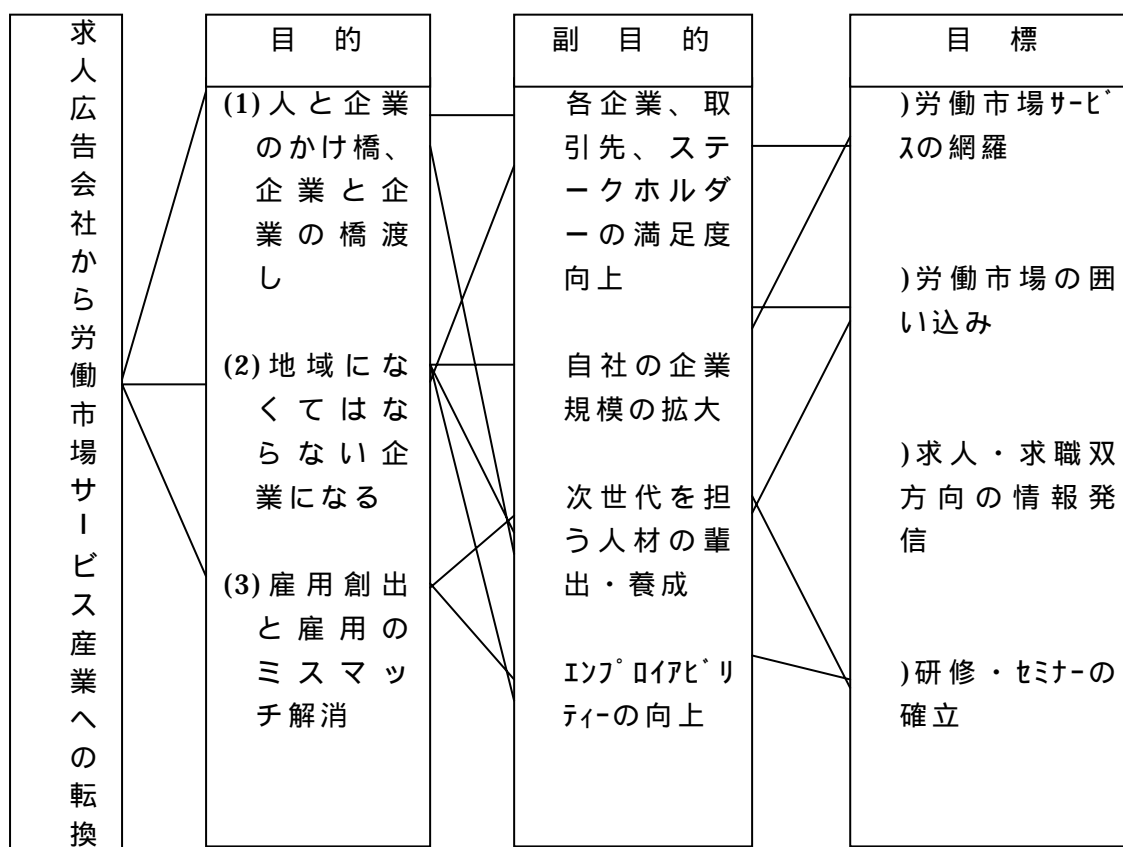 求人広告会社から労働市場サービス産業への転換
目 的
(1)人と企業
のかけ橋、
企業と企
業の橋渡
し
(2)地域にな
くてはな
らない企
業になる
(3)雇用創出
と雇用の
ミスマッ
チ解消
副 目 的
各企業、取
引先、ステ
ークホルダ
ーの満足度
向上
自社の企業
規模の拡大
次世代を担
う人材の輩
出・養成
ｴﾝﾌﾟﾛｲｱﾋﾞﾘ
ﾃｨｰの向上
目 標
)労働市場ｻｰﾋﾞ
ｽの網羅
)労働市場の囲
い込み
)求人・求職双
方向の情報発
信
)研修・ｾﾐﾅｰの
確立